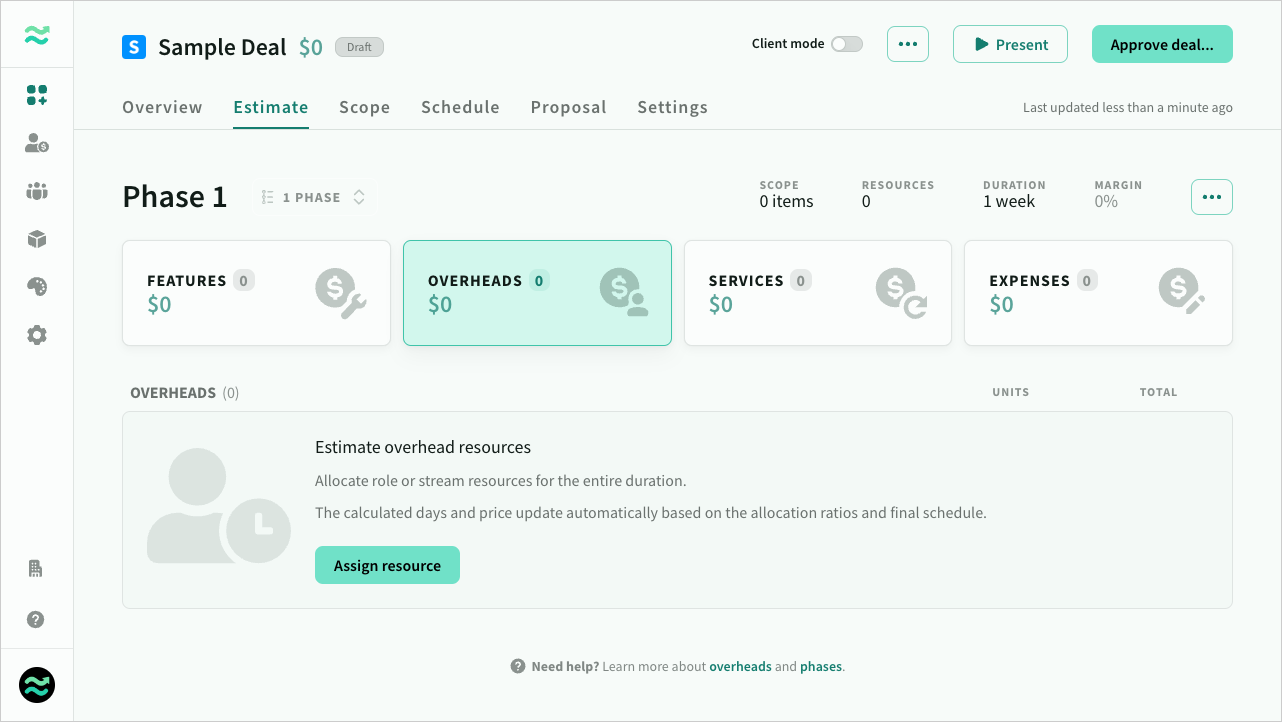 S Sample Deal $0 Draft
Client mode
Present
Approve deal...
Overview Estimate Scope Schedule Proposal Settings
Last updated less than a minute ago
Phase 1
1 PHASE
SCOPE
0 items
RESOURCES
0
DURATION
1 week
MARGIN
0%
FEATURES 0
$0
OVERHEADS 0
$0
SERVICES 0
$0
EXPENSES 0
$0
OVERHEADS (0) UNITS TOTAL
Estimate overhead resources
Allocate role or stream resources for the entire duration.
The calculated days and price update automatically based on the allocation ratios and final schedule.
Assign resource
Need help? Learn more about overheads and phases.